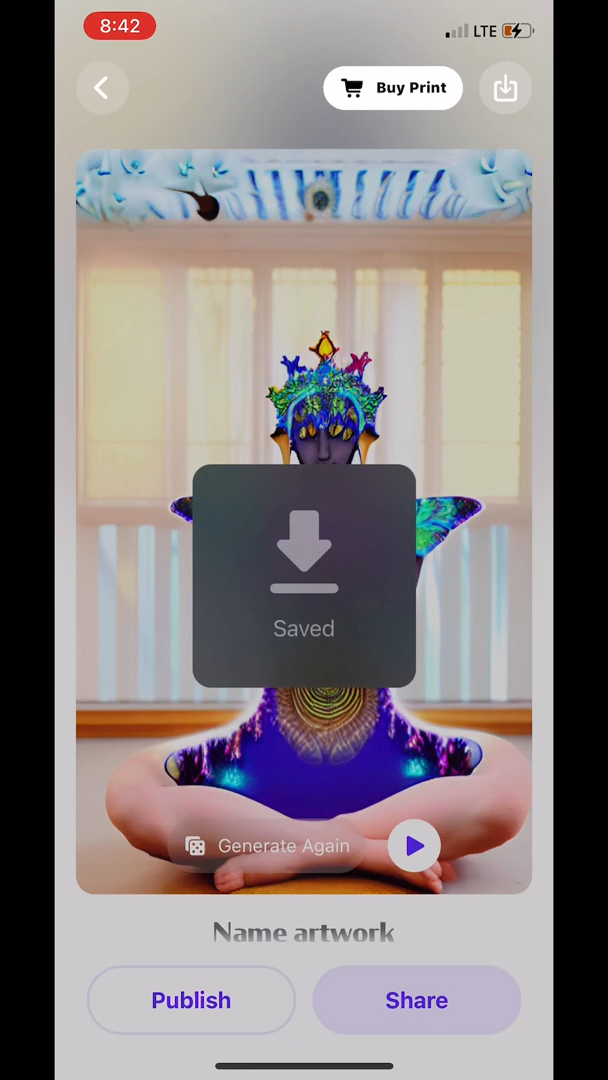 8:42
LTE
Buy Print
Saved
Generate Again
Name artwork
Publish
Share